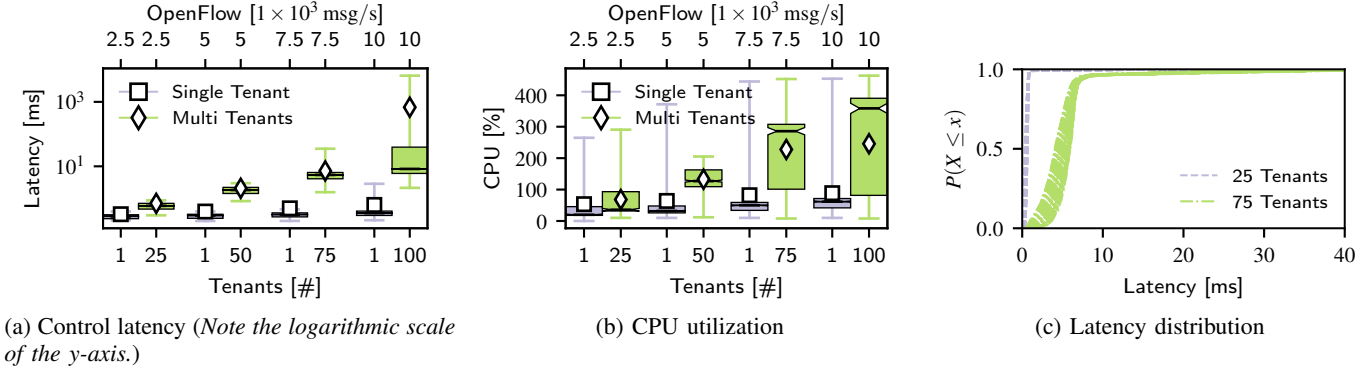 OpenFlow [1 × 10³ msg/s]
2.5 2.5 5 5 7.5 7.5 10 10
Latency [ms]
10³
10¹
Single Tenant
Multi Tenants
1 25 1 50 1 75 1 100
Tenants [#]
(a) Control latency (Note the logarithmic scale
of the y-axis.)
OpenFlow [1 × 10³ msg/s]
2.5 2.5 5 5 7.5 7.5 10 10
CPU [%]
400
300
200
100
0
Single Tenant
Multi Tenants
1 25 1 50 1 75 1 100
Tenants [#]
(b) CPU utilization
P(X ≤ x)
1.0
0.5
0.0
25 Tenants
75 Tenants
0 10 20 30 40
Latency [ms]
(c) Latency distribution